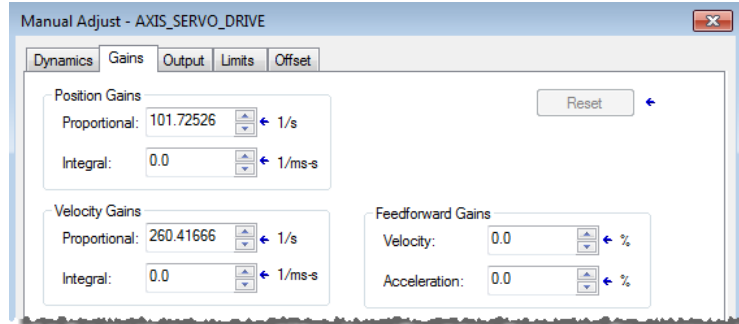 Manual Adjust - AXIS_SERVO_DRIVE
Dynamics Gains Output Limits Offset
Position Gains
Proportional: 101.72526 1/s
Integral: 0.0 1/ms-s
Reset
Velocity Gains
Proportional: 260.41666 1/s
Integral: 0.0 1/ms-s
Feedforward Gains
Velocity: 0.0 %
Acceleration: 0.0 %